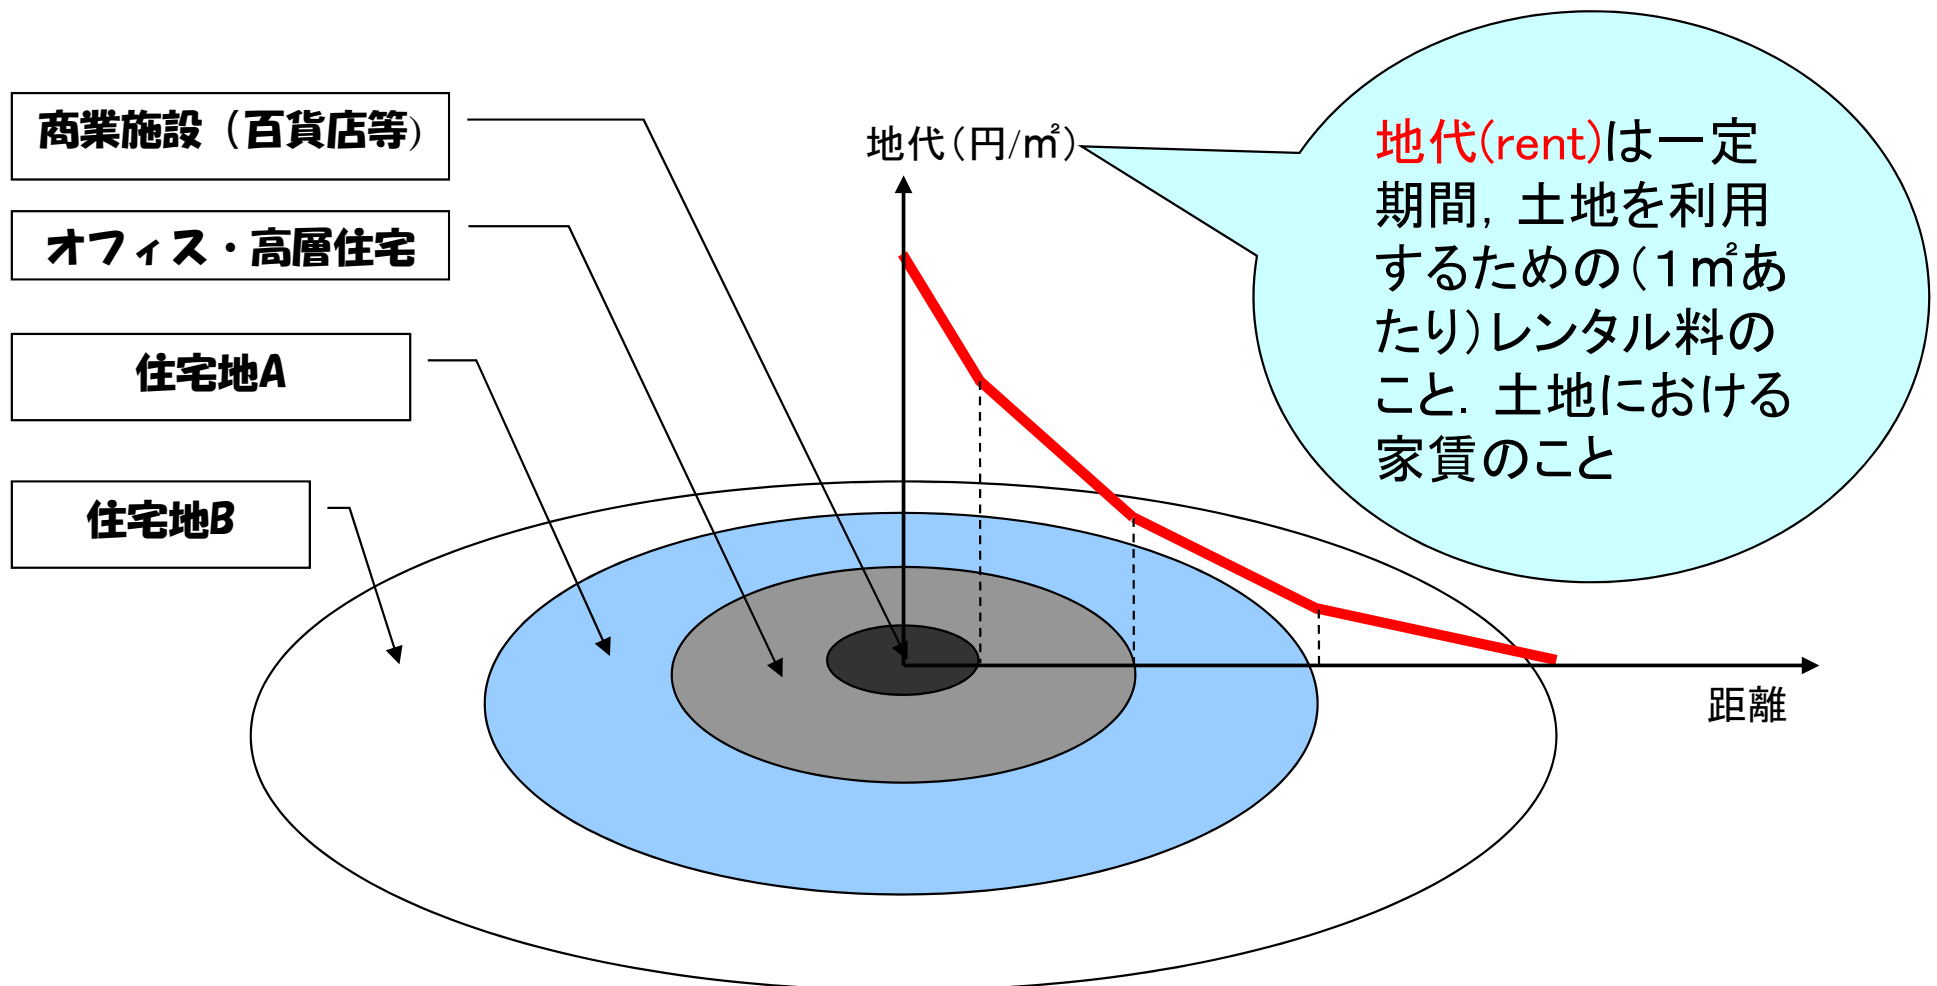 商業施設（百貨店等)
オフィス・高層住宅
住宅地A
住宅地B
地代（円/㎡）
地代(rent)は一定
期間，土地を利用
するための（１㎡あ
たり）レンタル料の
こと．土地における
家賃のこと
距離